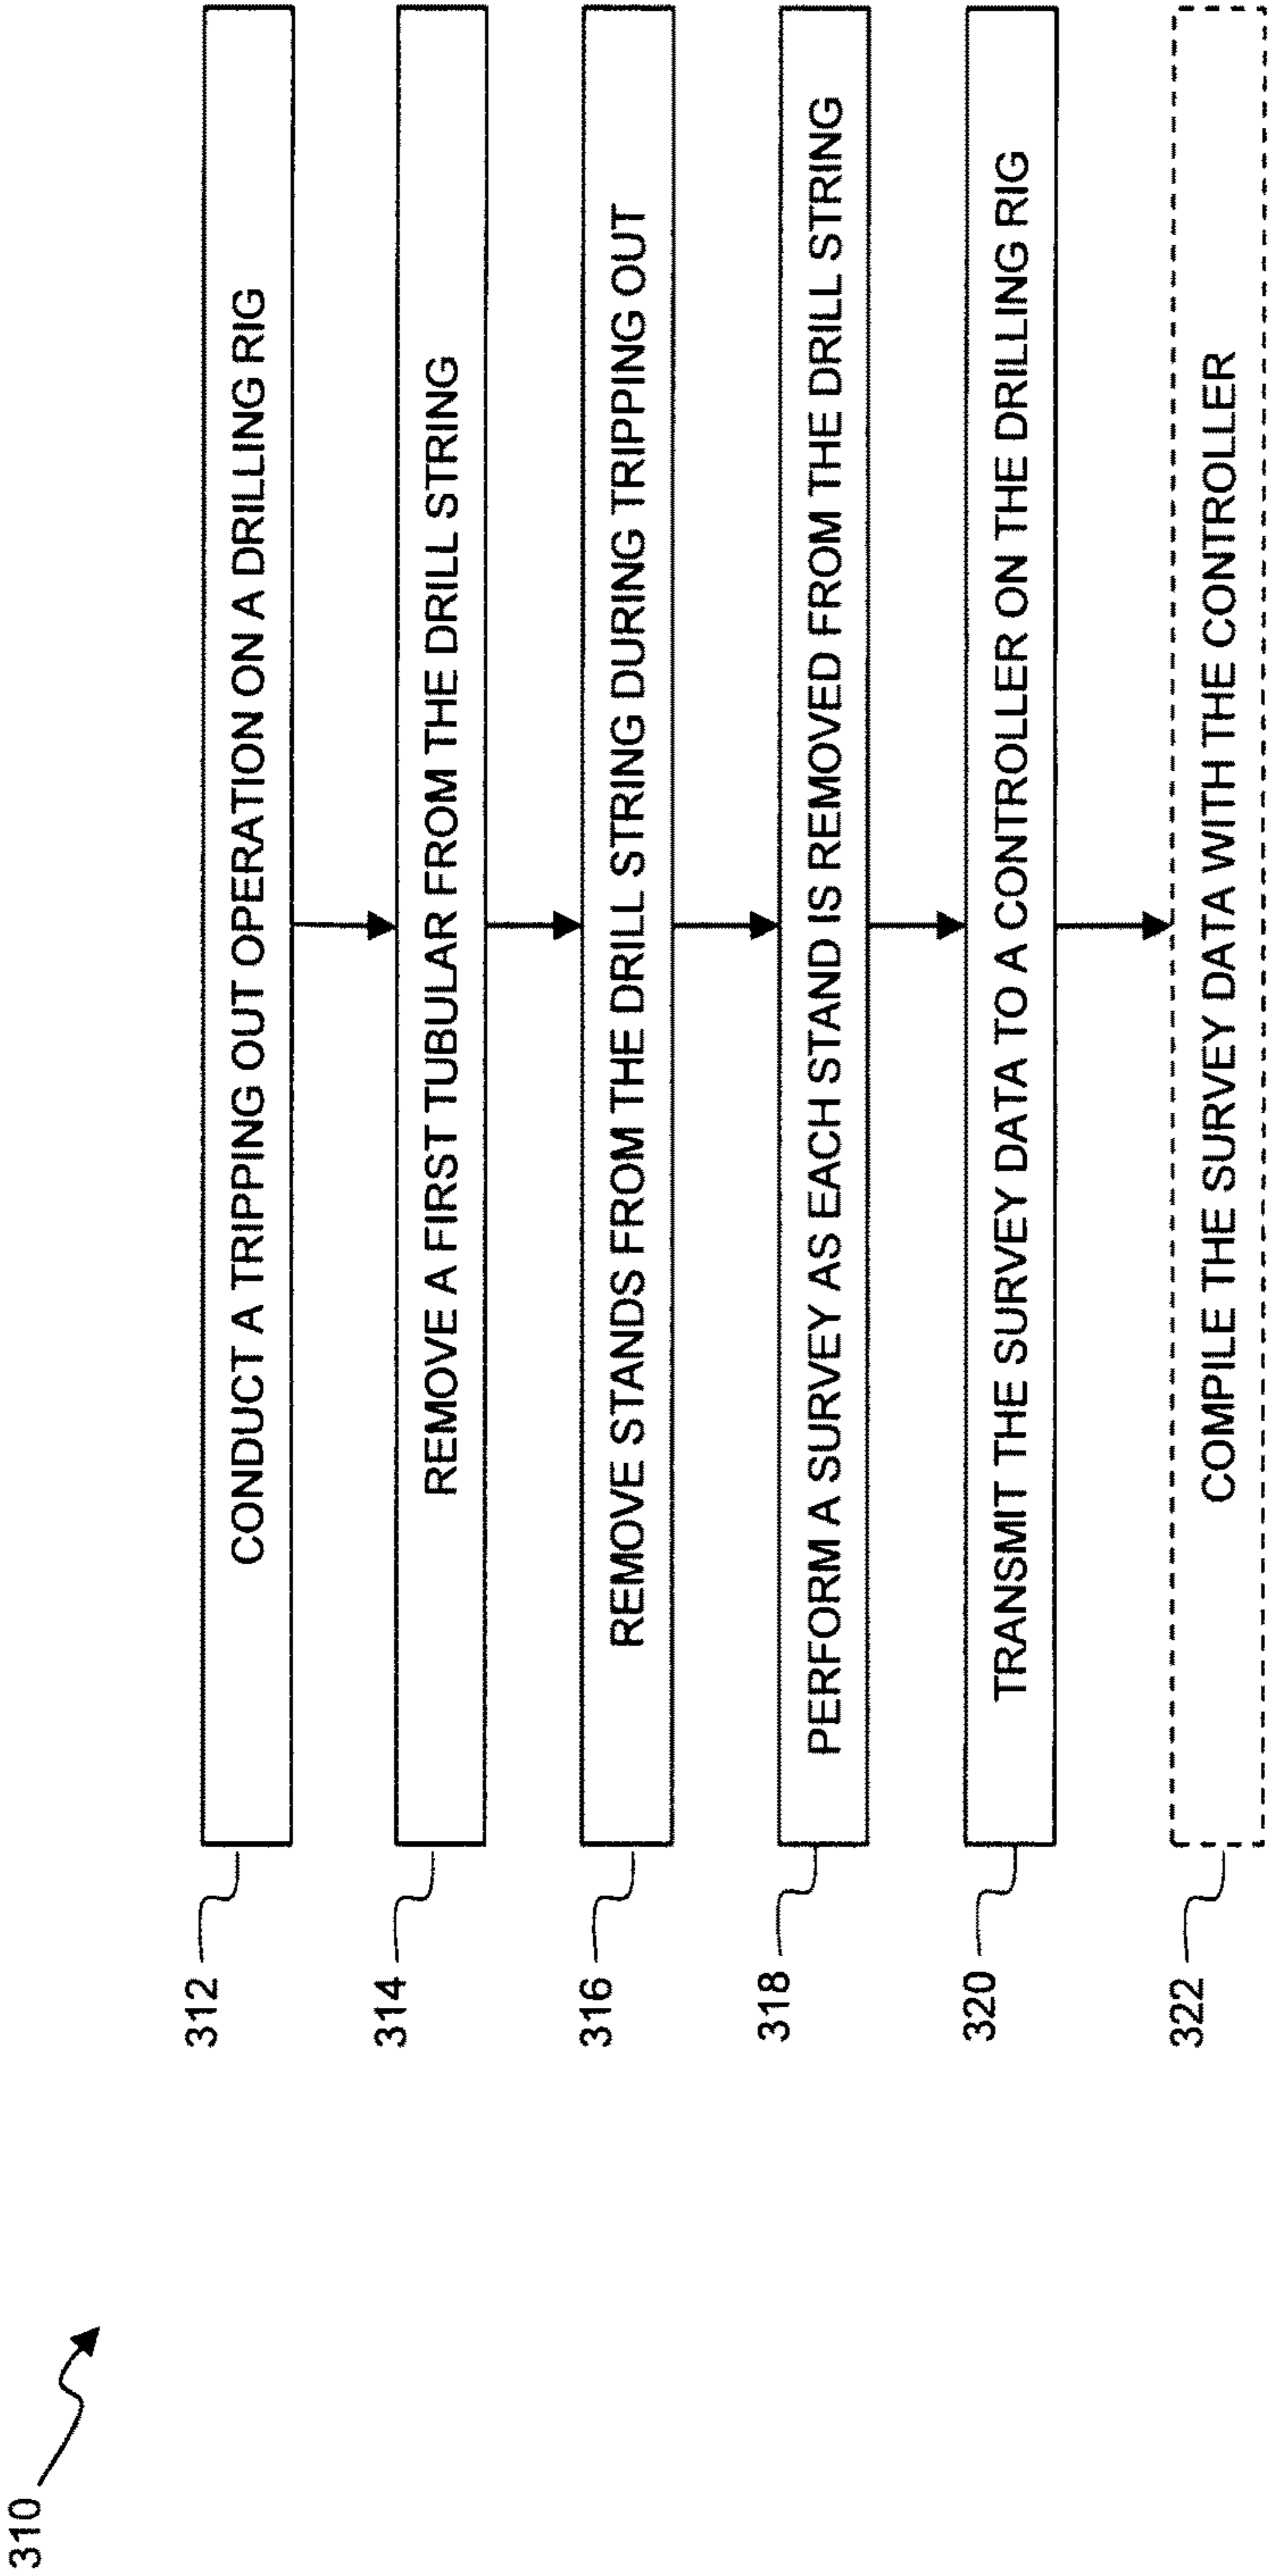 310
312
CONDUCT A TRIPPING OUT OPERATION ON A DRILLING RIG
314
REMOVE A FIRST TUBULAR FROM THE DRILL STRING
316
REMOVE STANDS FROM THE DRILL STRING DURING TRIPPING OUT
318
PERFORM A SURVEY AS EACH STAND IS REMOVED FROM THE DRILL STRING
320
TRANSMIT THE SURVEY DATA TO A CONTROLLER ON THE DRILLING RIG
322
COMPILE THE SURVEY DATA WITH THE CONTROLLER